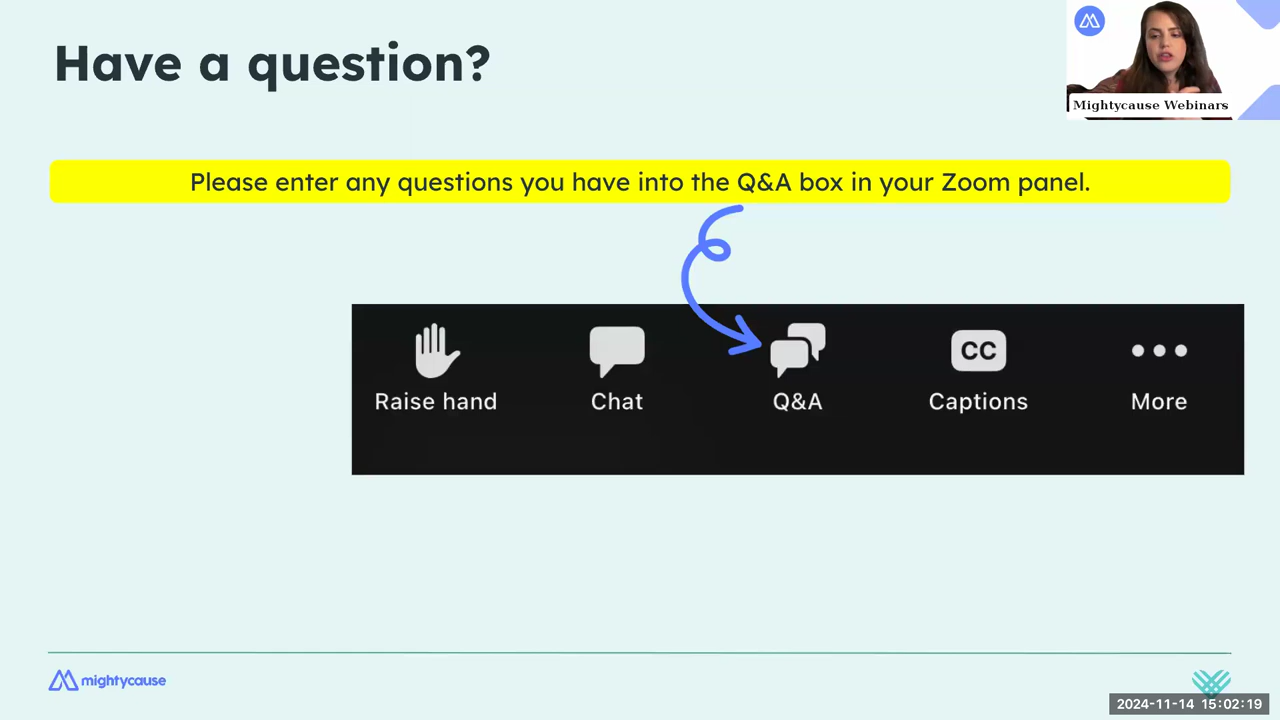 Have a question?
Mightycause Webinars
Please enter any questions you have into the Q&A box in your Zoom panel.
CC
Raise hand
Chat
Q&A
Captions
More
mightycause
2024-11-14 15:02:19